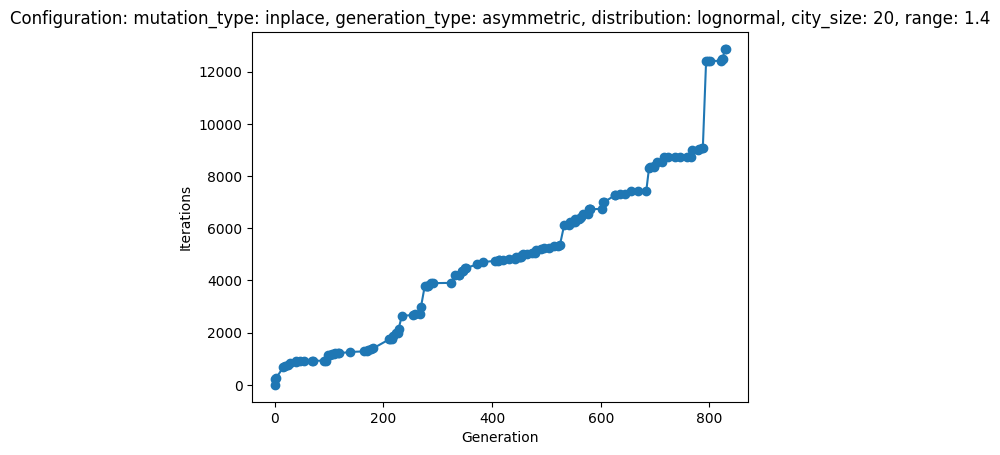 Configuration: mutation_type: inplace, generation_type: asymmetric, distribution: lognormal, city_size: 20, range: 1.4
12000
10000
8000
6000
4000
2000
0
Iterations
0 200 400 600 800
Generation